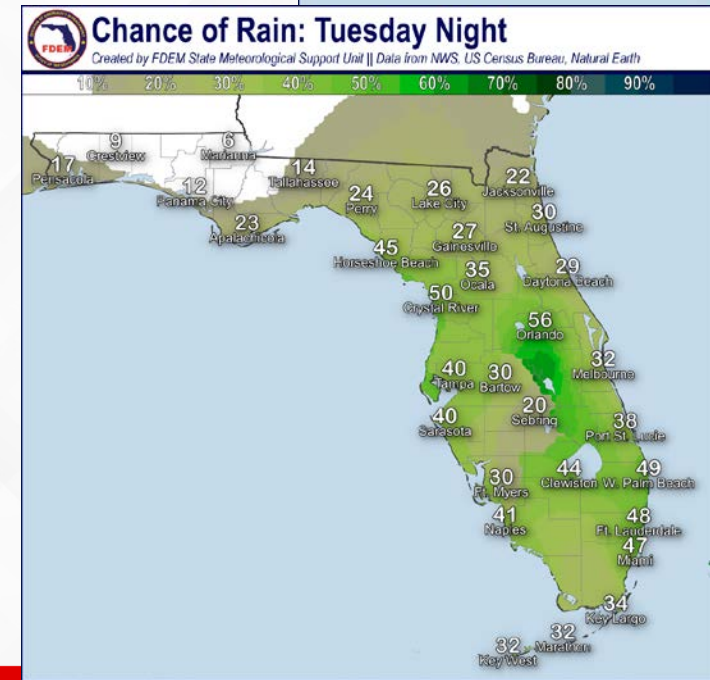 FDEM
Chance of Rain: Tuesday Night
Created by FDEM State Meteorological Support Unit || Data from NWS, US Census Bureau, Natural Earth
10% 20% 30% 40% 50% 60% 70% 80% 90%
9
Crestview
6
Marianna
17
Pensacola
12
Panama City
14
Tallahassee
23
Apalachicola
24
Perry
26
Lake City
22
Jacksonville
30
St. Augustine
27
Gainesville
45
Horseshoe Beach
35
Ocala
29
Daytona Beach
50
Crystal River
56
Orlando
40
Tampa
30
Bartow
32
Melbourne
20
Sebring
40
Sarasota
38
Port St. Lucie
30
Ft. Myers
44
Clewiston
49
W. Palm Beach
41
Naples
48
Ft. Lauderdale
47
Miami
34
Key Largo
32
Marathon
32
Key West